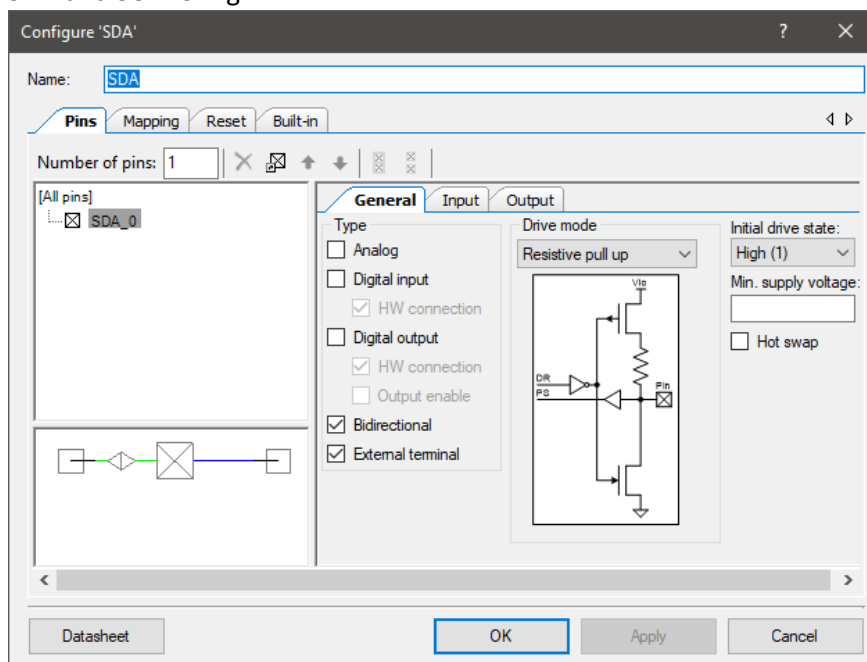 Configure 'SDA'
?
Name: SDA
Pins Mapping Reset Built-in
Number of pins: 1
[All pins]
SDA_0
General Input Output
Type
Analog
Digital input
HW connection
Digital output
HW connection
Output enable
Bidirectional
External terminal
Drive mode
Resistive pull up
Vio
DR
PS
Pin
Initial drive state:
High (1)
Min. supply voltage:
Hot swap
Datasheet OK Apply Cancel